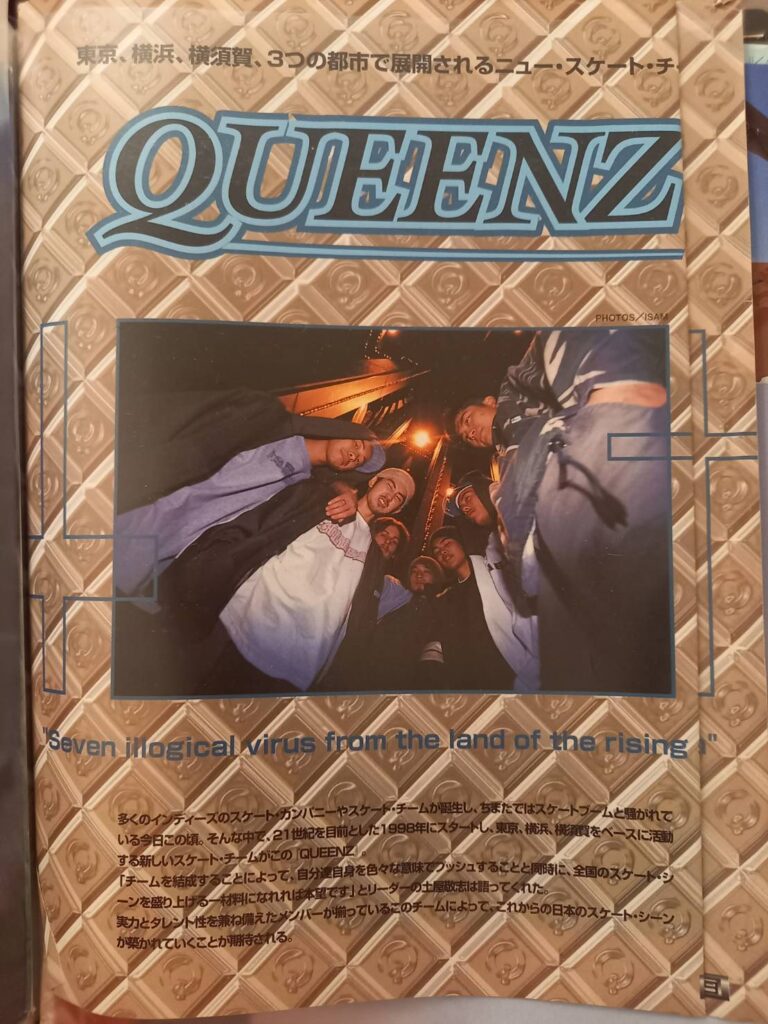 東京、横浜、横須賀、3つの都市で展開されるニュー・スケート・チ
QUEENZ
PHOTOS/ISAM
"Seven illogical virus from the land of the rising
多くのインディーズのスケート・カンパニーやスケート・チームが誕生し、ちまたではスケートブームと騒がれて
いる今日この頃。そんな中で、21世紀を目前とした1998年にスタートし、東京、横浜、横須賀をベースに活動
する新しいスケート・チームがこの「QUEENZ」。
「チームを結成することによって、自分達自身を色々な意味でプッシュすることと同時に、全国のスケート・シ
ーンを盛り上げる一材料になれれば本望です」とリーダーの土屋敬志は語ってくれた。
実力とタレント性を兼ね備えたメンバーが揃っているこのチームによって、これからの日本のスケート・シーン
が築かれていくことが期待される。